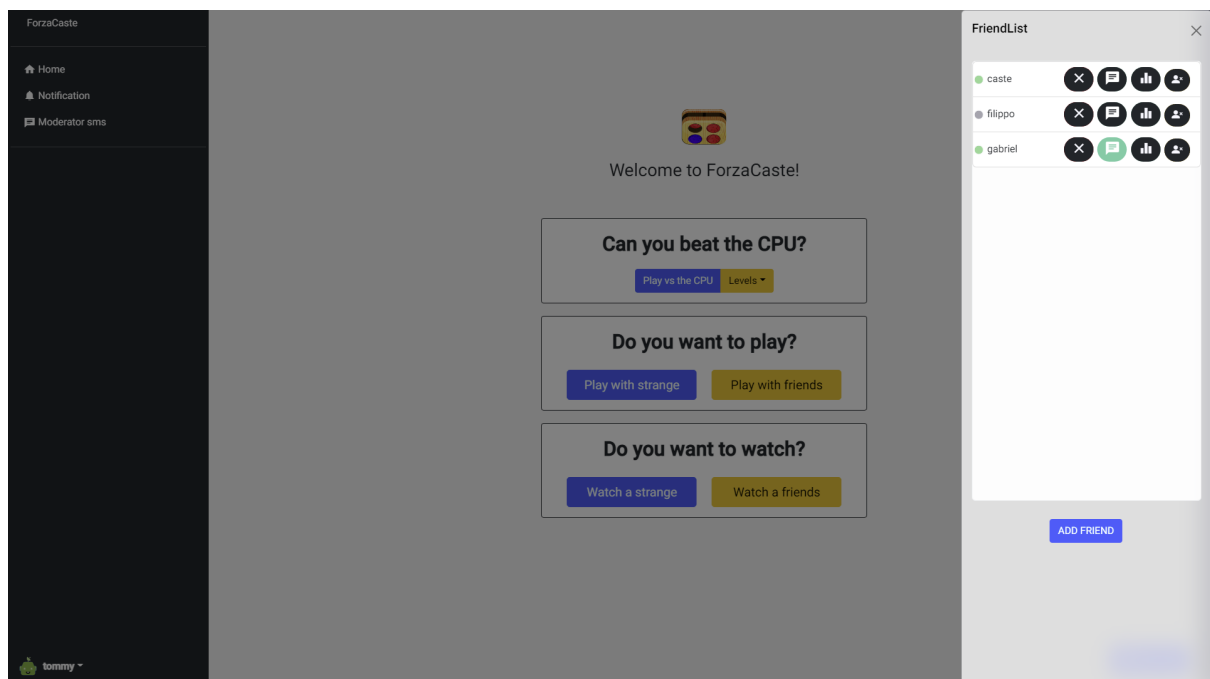 ForzaCaste
Home
Notification
Moderator sms
tommy
Welcome to ForzaCaste!
Can you beat the CPU?
Play vs the CPU Levels
Do you want to play?
Play with strange Play with friends
Do you want to watch?
Watch a strange Watch a friends
FriendList
caste
filippo
gabriel
ADD FRIEND